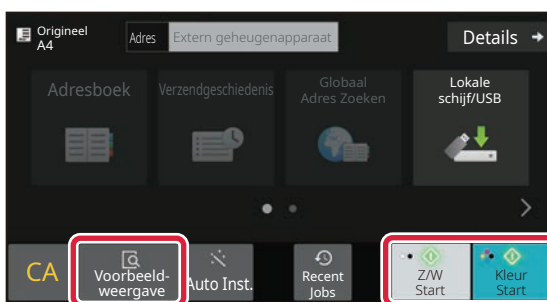 Origineel
A4
Adres
Extern geheugenapparaat
Details
Adresboek
Verzendgeschiedenis
Globaal
Adres Zoeken
Lokale
schijf/USB
CA
Voorbeeld-
weergave
Auto Inst.
Recent
Jobs
Z/W
Start
Kleur
Start